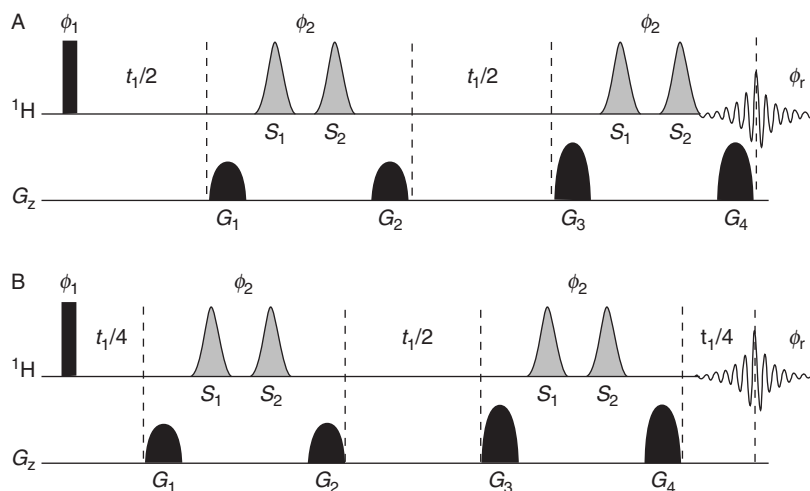 A
ϕ1 ϕ2 ϕ2 ϕr
t1/2 t1/2
1H
S1 S2 S1 S2
Gz
G1 G2 G3 G4
B
ϕ1 ϕ2 ϕ2 ϕr
t1/4 t1/2 t1/4
1H
S1 S2 S1 S2
Gz
G1 G2 G3 G4